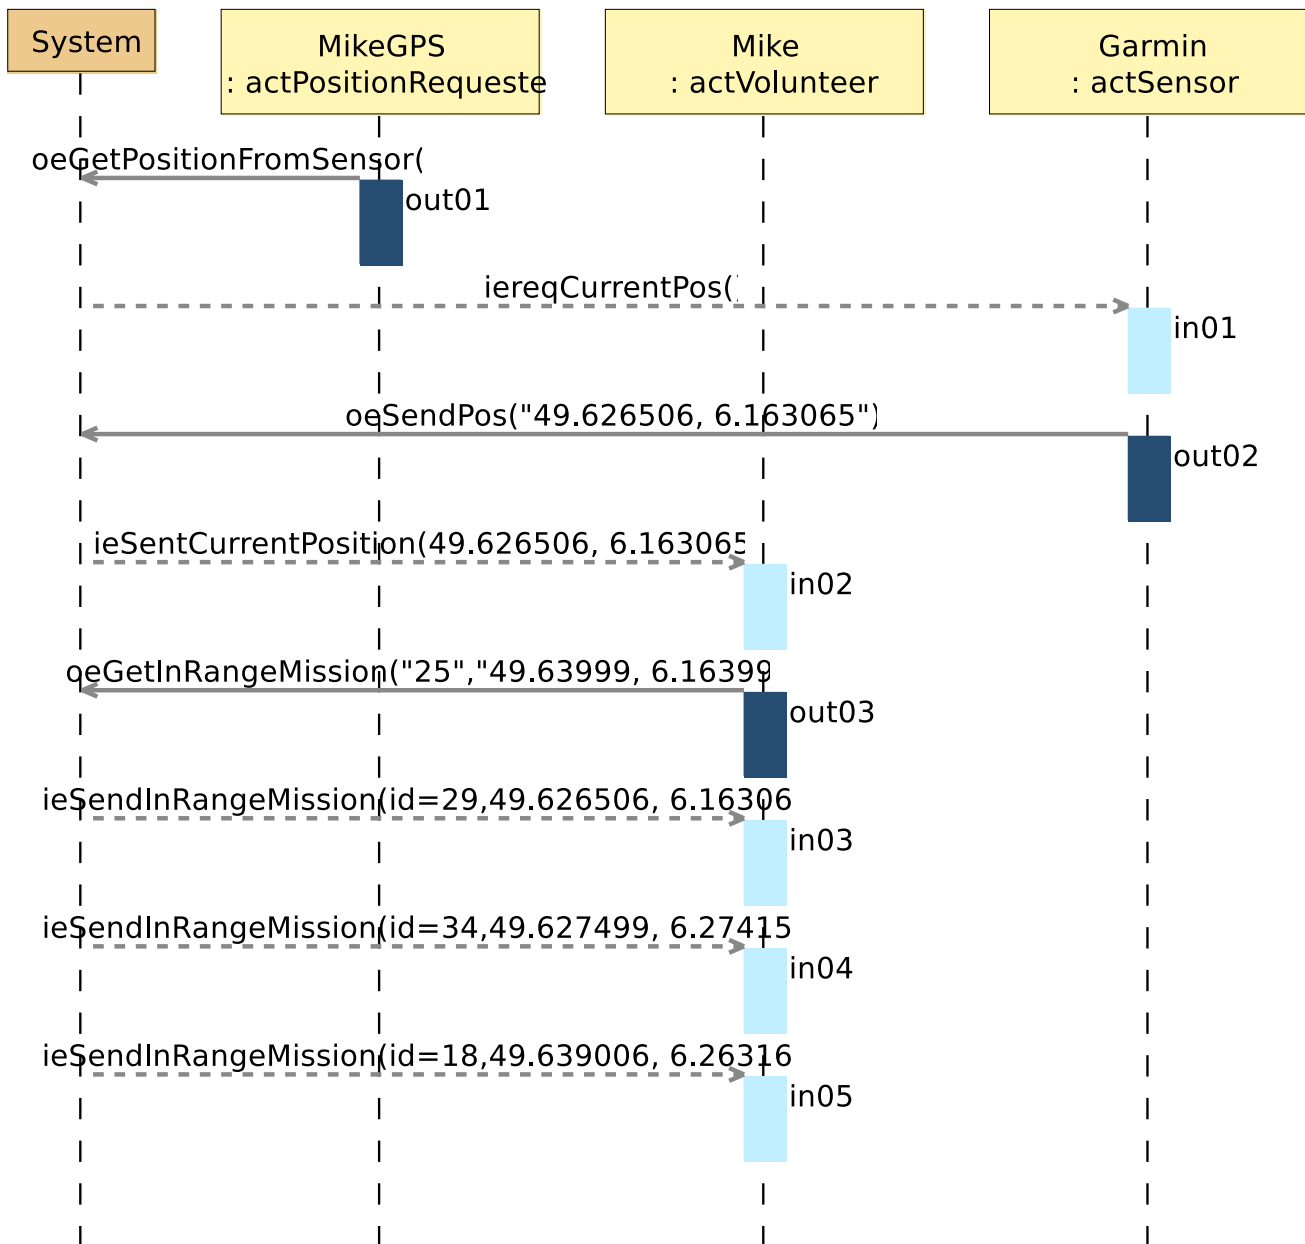 System
MikeGPS
: actPositionRequeste
Mike
: actVolunteer
Garmin
: actSensor
oeGetPositionFromSensor(
out01
iereqCurrentPos()
in01
oeSendPos("49.626506, 6.163065")
out02
ieSentCurrentPosition(49.626506, 6.163065
in02
oeGetInRangeMission("25","49.63999, 6.16399
out03
ieSendInRangeMission(id=29,49.626506, 6.16306
in03
ieSendInRangeMission(id=34,49.627499, 6.27415
in04
ieSendInRangeMission(id=18,49.639006, 6.26316
in05